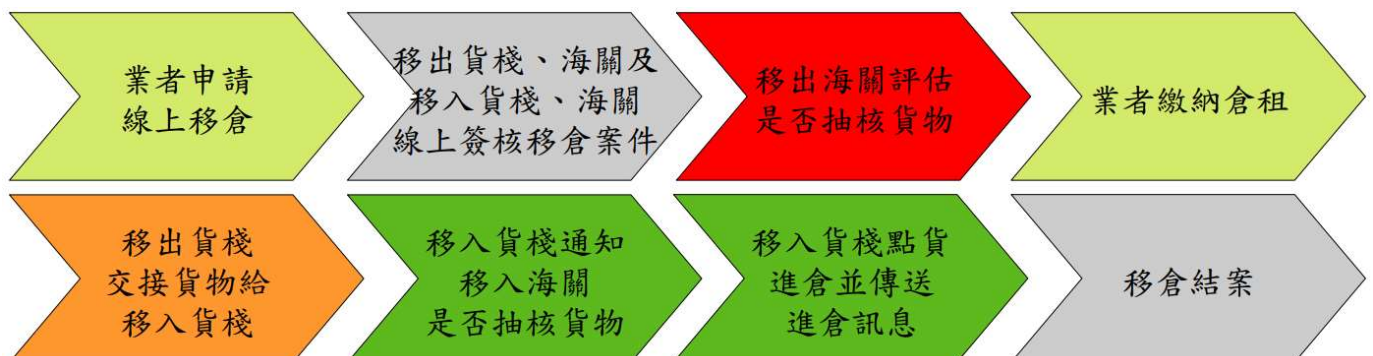 業者申請
線上移倉
移出貨棧、海關及
移入貨棧、海關
線上簽核移倉案件
移出海關評估
是否抽核貨物
業者繳納倉租
移出貨棧
交接貨物給
移入貨棧
移入貨棧通知
移入海關
是否抽核貨物
移入貨棧點貨
進倉並傳送
進倉訊息
移倉結案